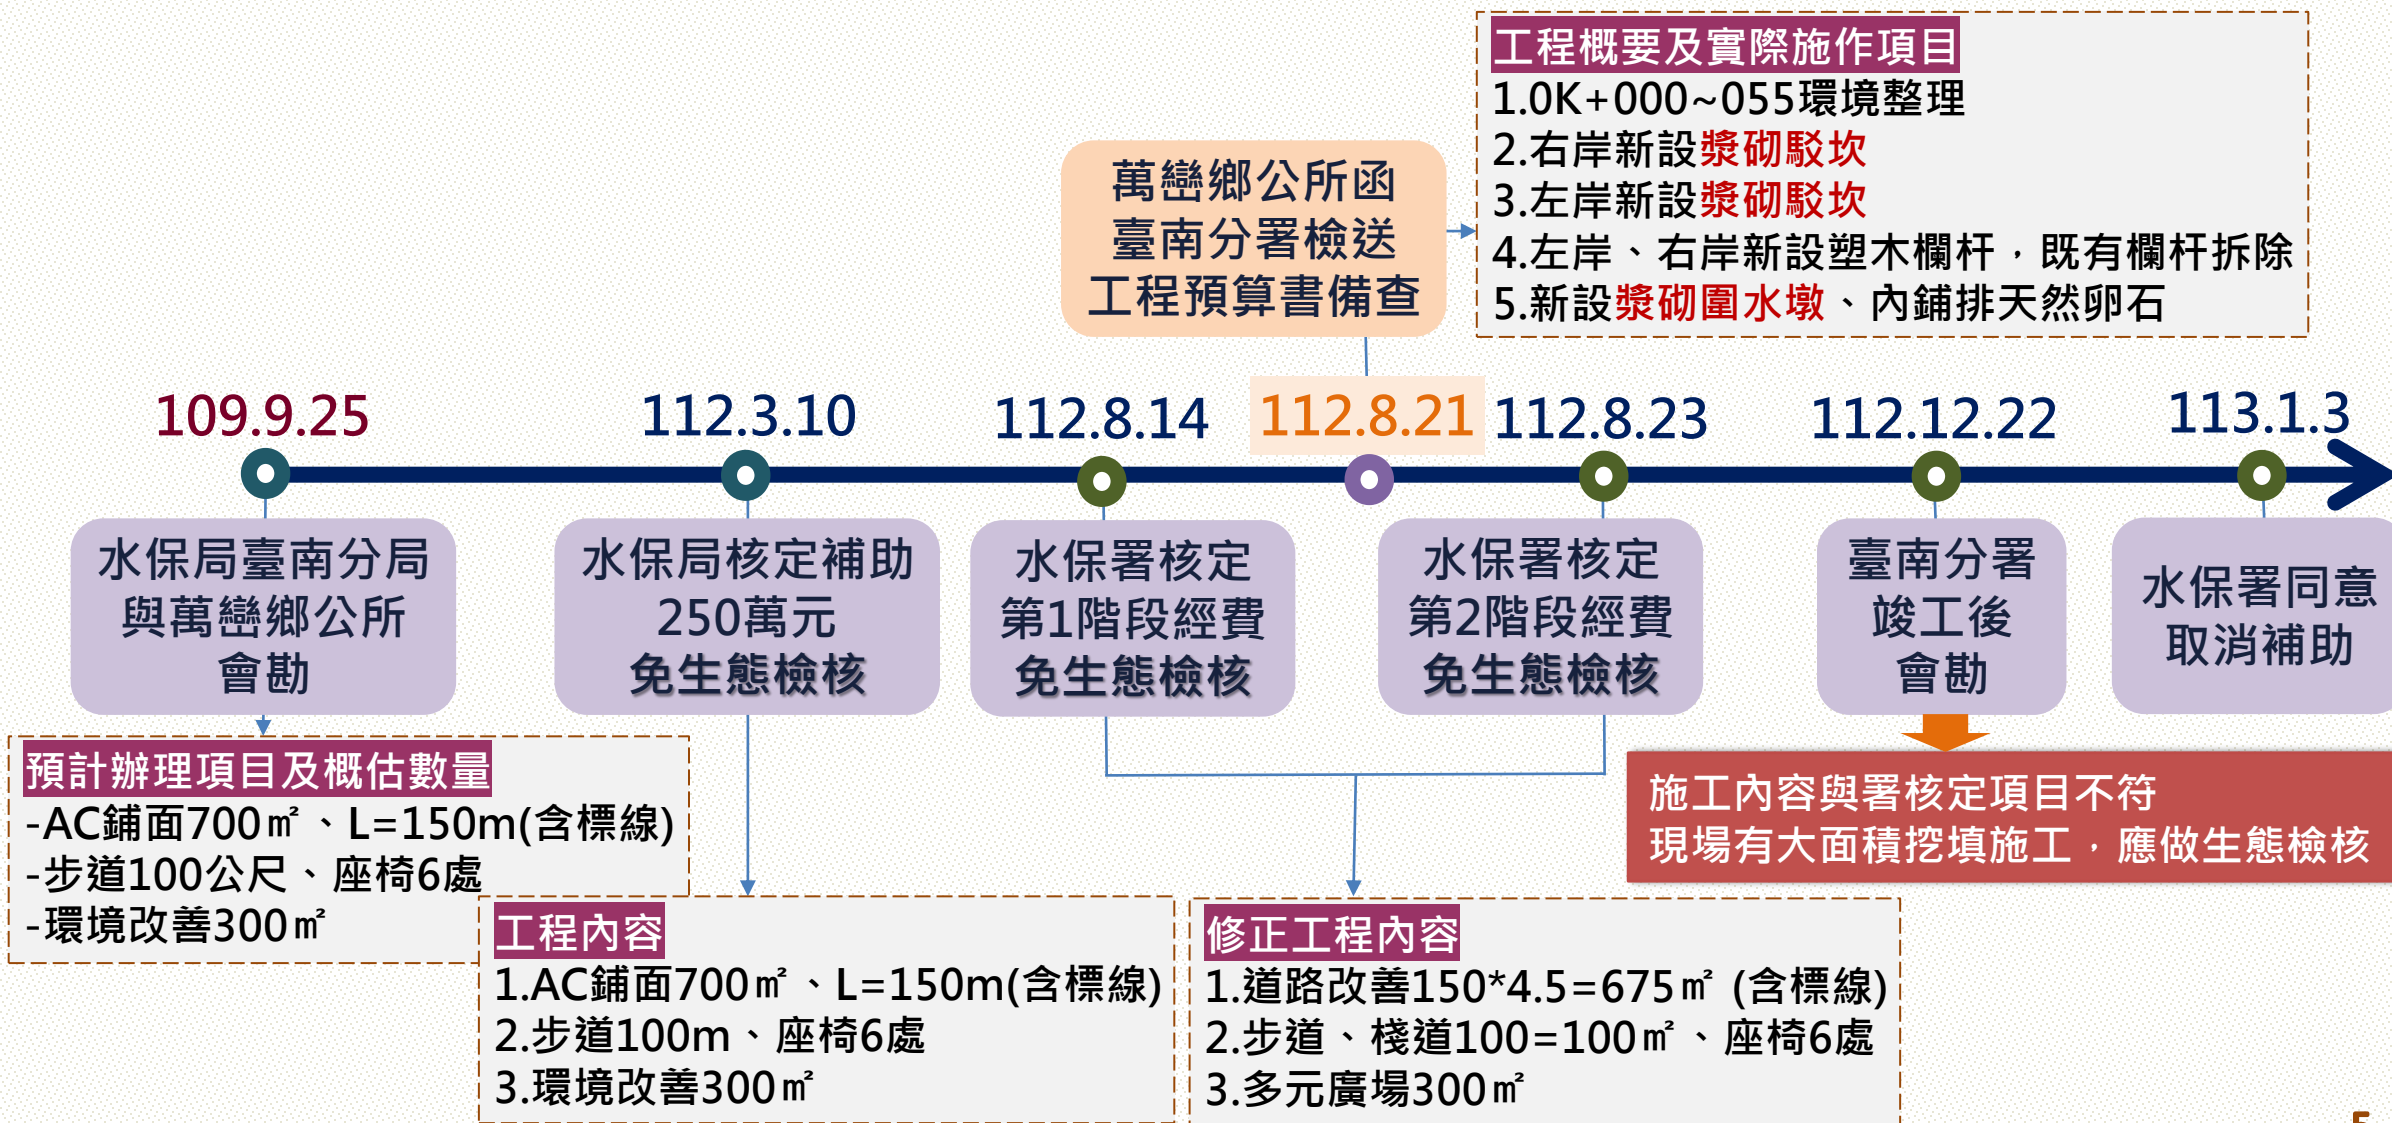 工程概要及實際施作項目
1.0K+000~055環境整理
2.右岸新設漿砌駁坎
3.左岸新設漿砌駁坎
4.左岸、右岸新設塑木欄杆，既有欄杆拆除
5.新設漿砌圍水墩、內鋪排天然卵石
萬巒鄉公所函
臺南分署檢送
工程預算書備查
109.9.25
112.3.10
112.8.14
112.8.21
112.8.23
112.12.22
113.1.3
水保局臺南分局
與萬巒鄉公所
會勘
水保局核定補助
250萬元
免生態檢核
水保署核定
第1階段經費
免生態檢核
水保署核定
第2階段經費
免生態檢核
臺南分署
竣工後
會勘
水保署同意
取消補助
預計辦理項目及概估數量
-AC鋪面700㎡、L=150m(含標線)
-步道100公尺、座椅6處
-環境改善300㎡
施工內容與署核定項目不符
現場有大面積挖填施工，應做生態檢核
工程內容
1.AC鋪面700㎡、L=150m(含標線)
2.步道100m、座椅6處
3.環境改善300㎡
修正工程內容
1.道路改善150*4.5=675㎡ (含標線)
2.步道、棧道100=100㎡、座椅6處
3.多元廣場300㎡